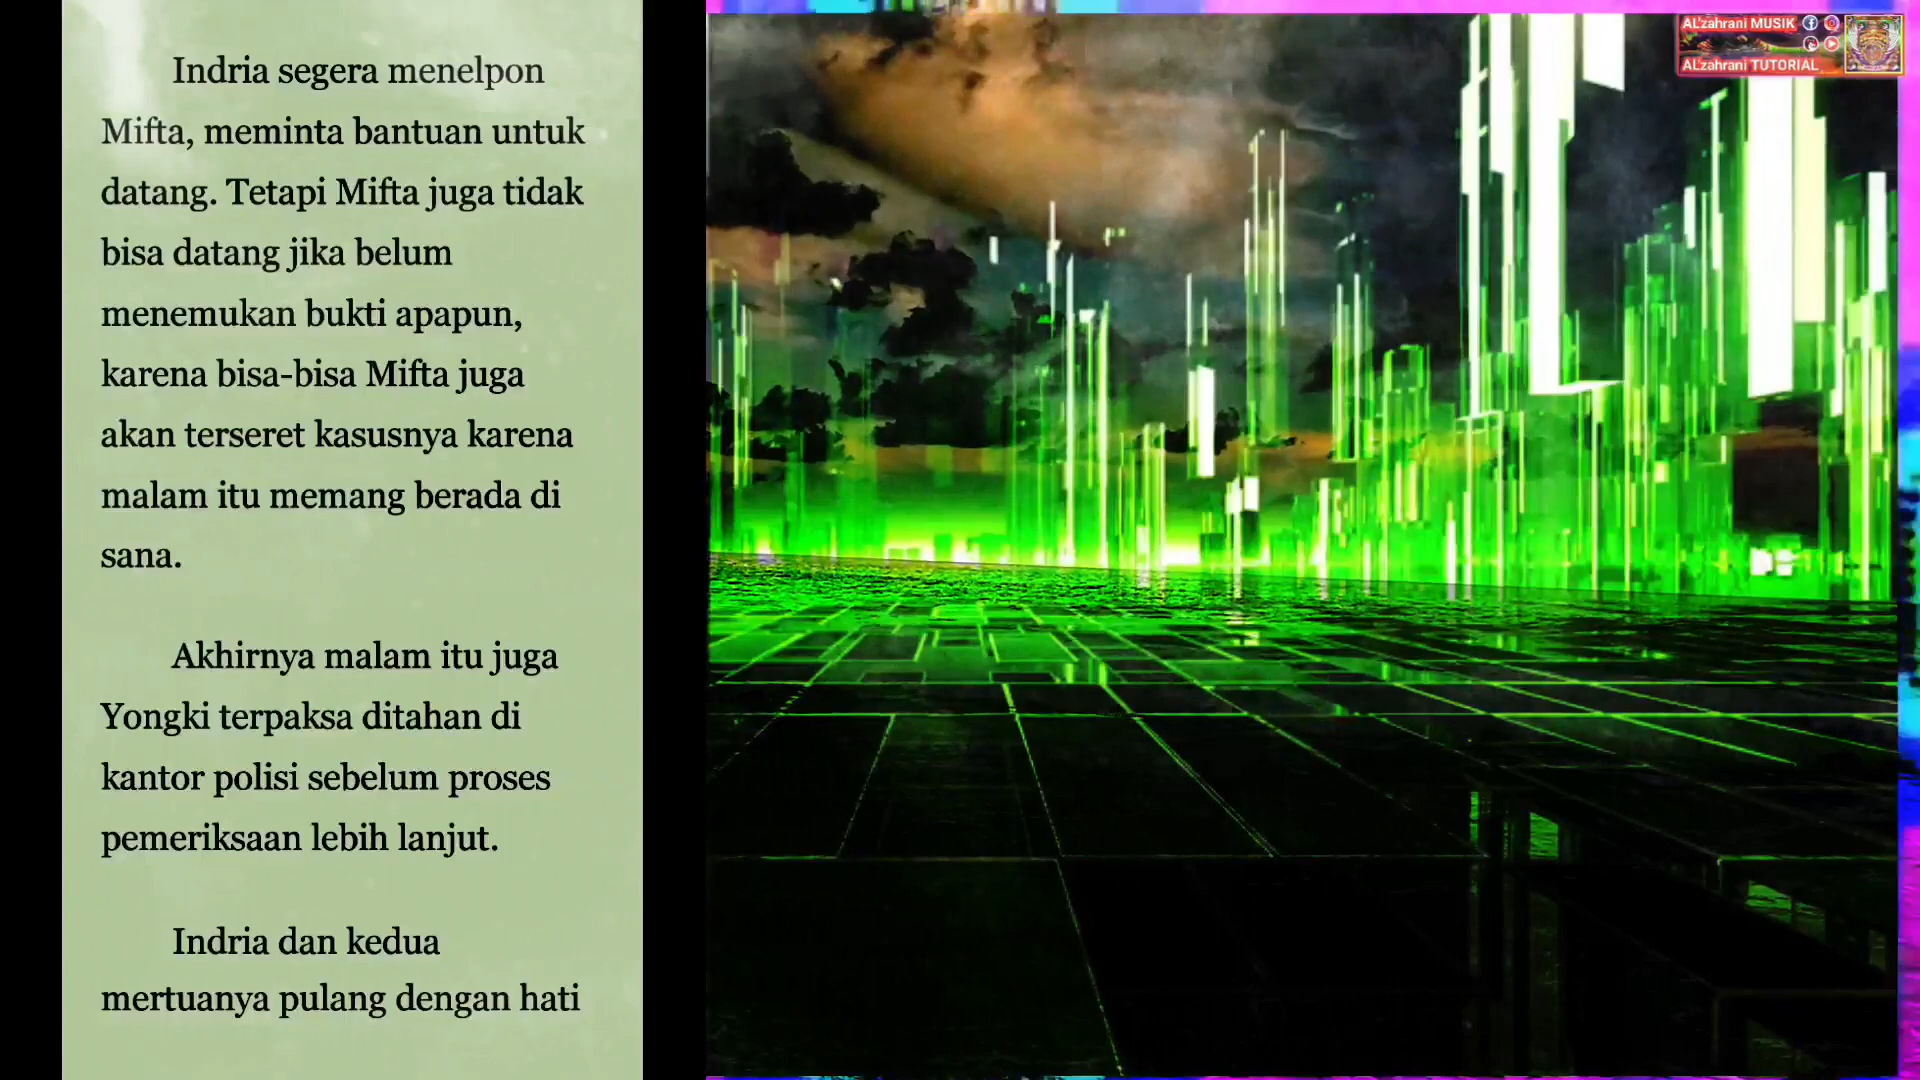 Indria segera menelpon
Mifta, meminta bantuan untuk
datang. Tetapi Mifta juga tidak
bisa datang jika belum
menemukan bukti apapun,
karena bisa-bisa Mifta juga
akan terseret kasusnya karena
malam itu memang berada di
sana.
Akhirnya malam itu juga
Yongki terpaksa ditahan di
kantor polisi sebelum proses
pemeriksaan lebih lanjut.
Indria dan kedua
mertuanya pulang dengan hati
AL'zahrani MUSIK
AL'zahrani TUTORIAL